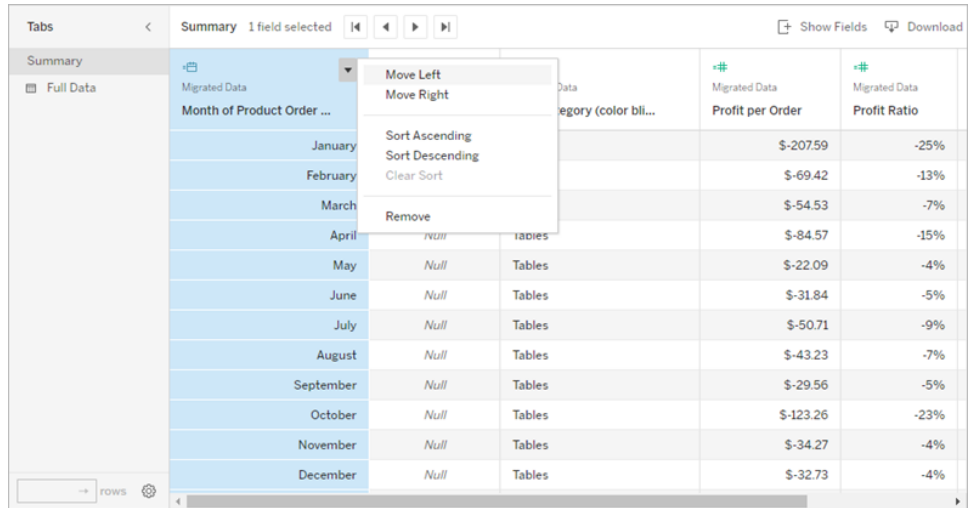 Tabs
Summary 1 field selected
Show Fields Download
Summary
Full Data
Migrated Data
Month of Product Order ...
Move Left
Move Right
Sort Ascending
Sort Descending
Clear Sort
Remove
Data
egory (color bli...
Migrated Data
Profit per Order
Migrated Data
Profit Ratio
January $-207.59 -25%
February $-69.42 -13%
March $-54.53 -7%
April Null Tables $-84.57 -15%
May Null Tables $-22.09 -4%
June Null Tables $-31.84 -5%
July Null Tables $-50.71 -9%
August Null Tables $-43.23 -7%
September Null Tables $-29.56 -5%
October Null Tables $-123.26 -23%
November Null Tables $-34.27 -4%
December Null Tables $-32.73 -4%
rows